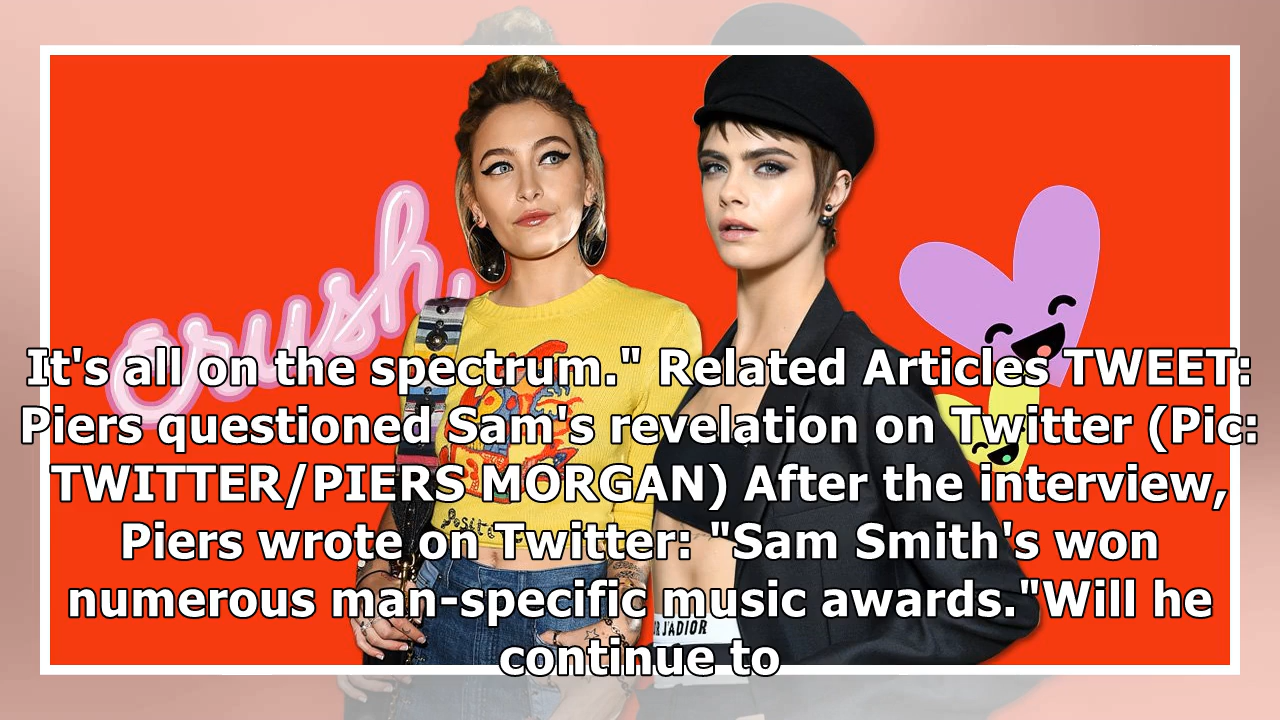 crush
It's all on the spectrum." Related Articles TWEET:
Piers questioned Sam's revelation on Twitter (Pic:
TWITTER/PIERS MORGAN) After the interview,
Piers wrote on Twitter: "Sam Smith's won
numerous man-specific music awards."Will he
continue to
J'ADIOR